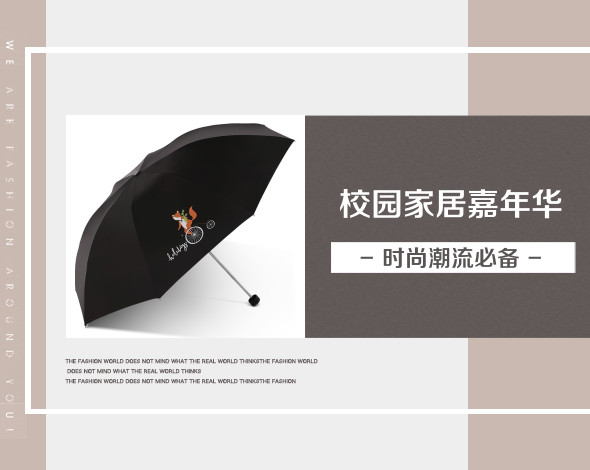 WE ARE FASHION AROUND YOU!
校园家居嘉年华
- 时尚潮流必备 -
holidays
THE FASHION WORLD DOES NOT MIND WHAT THE REAL WORLD THINKSTHE FASHION WORLD
DOES NOT MIND WHAT THE REAL WORLD THINKS
THE FASHION WORLD DOES NOT MIND WHAT THE REAL WORLD THINKSTHE FASHION